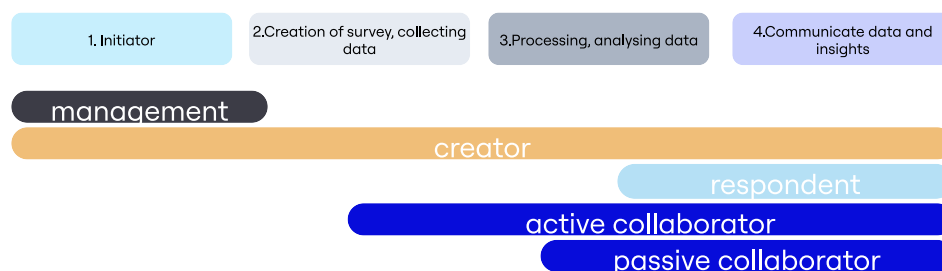 1. Initiator
2.Creation of survey, collecting
data
3.Processing, analysing data
4.Communicate data and
insights
management
creator
respondent
active collaborator
passive collaborator